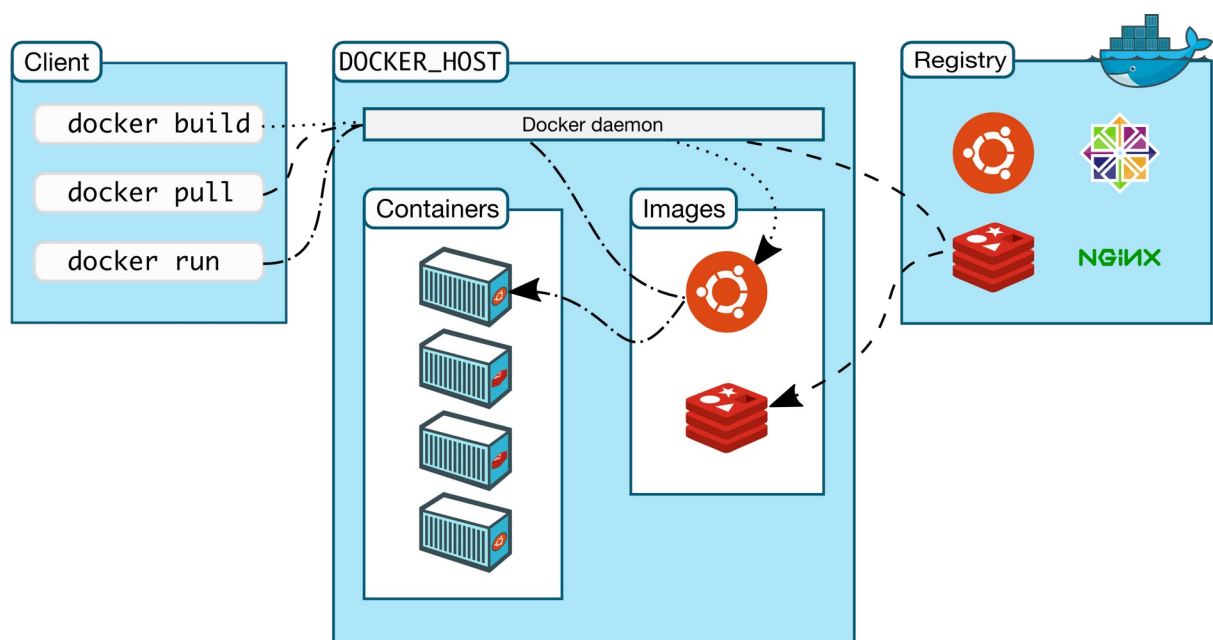 Client
docker build
docker pull
docker run
DOCKER_HOST
Docker daemon
Containers
Images
Registry
NGiNX